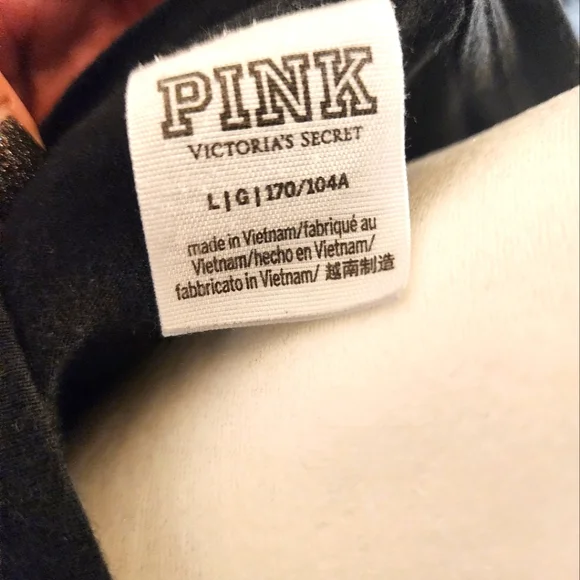 PINK
VICTORIA'S SECRET
L|G|170/104A
made in Vietnam/fabriqué au
Vietnam/hecho en Vietnam/
fabbricato in Vietnam/ 越南制造